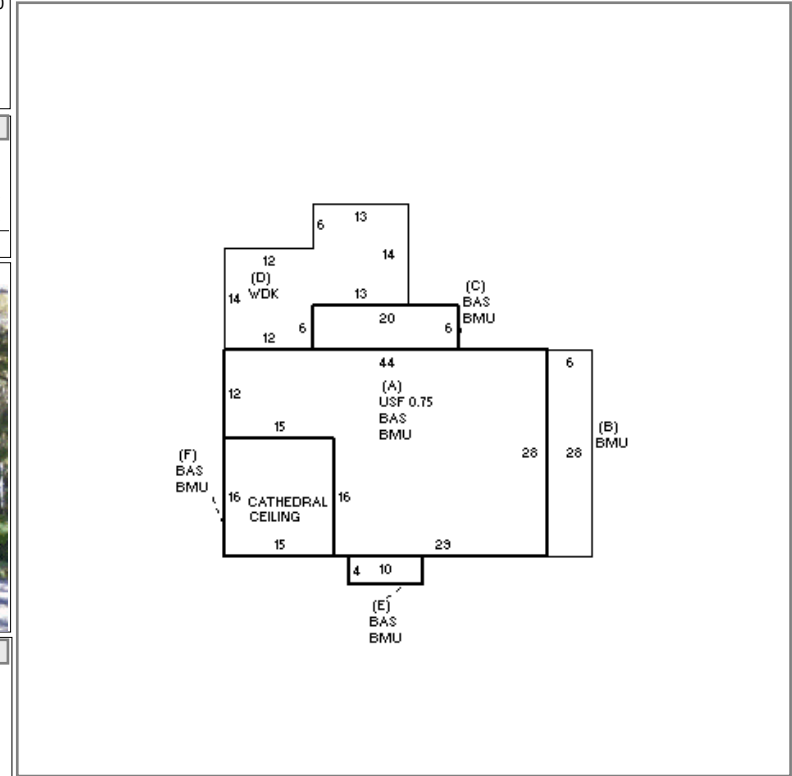 6 13
12 14
(D)
14 WDK
13
(C)
BAS
BMU
20
6 6
12
44 6
12
(A)
USF 0.75
BAS
BMU
15
(B)
BMU
28 28
(F)
BAS
BMU
16 CATHEDRAL 16
CEILING
15 29
4 10
(E)
BAS
BMU